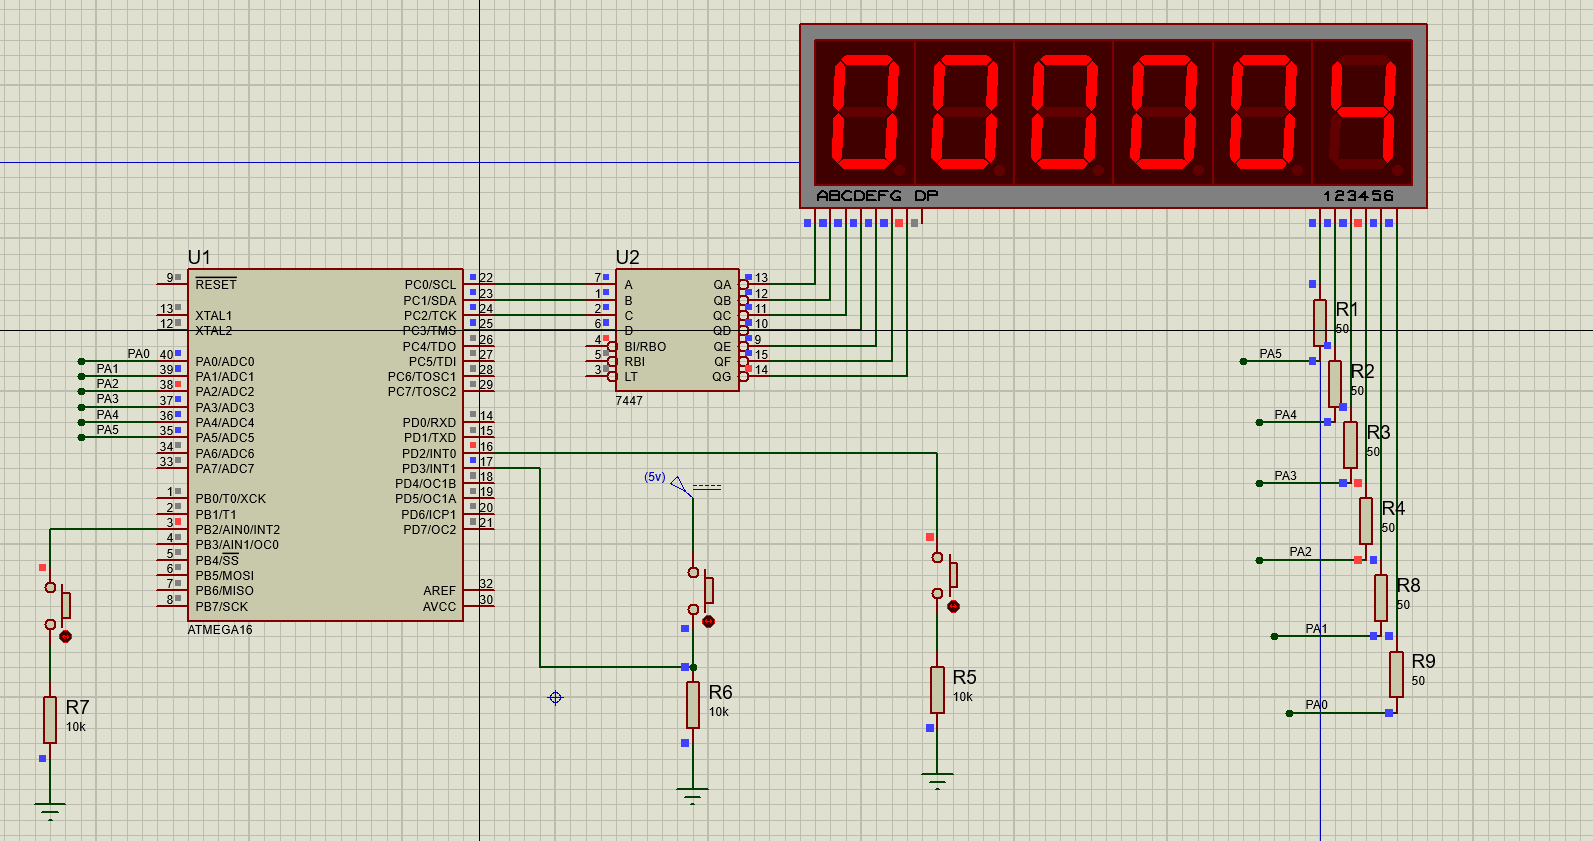 000004
ABCDEFG DP
123456
U1
9 RESET
13 XTAL1
12 XTAL2
PA0 40 PA0/ADC0
PA1 39 PA1/ADC1
PA2 38 PA2/ADC2
PA3 37 PA3/ADC3
PA4 36 PA4/ADC4
PA5 35 PA5/ADC5
34 PA6/ADC6
33 PA7/ADC7
1 PB0/T0/XCK
2 PB1/T1
3 PB2/AIN0/INT2
4 PB3/AIN1/OC0
5 PB4/SS
6 PB5/MOSI
7 PB6/MISO
8 PB7/SCK
PC0/SCL 22
PC1/SDA 23
PC2/TCK 24
PC3/TMS 25
PC4/TDO 26
PC5/TDI 27
PC6/TOSC1 28
PC7/TOSC2 29
PD0/RXD 14
PD1/TXD 15
PD2/INT0 16
PD3/INT1 17
PD4/OC1B 18
PD5/OC1A 19
PD6/ICP1 20
PD7/OC2 21
AREF 32
AVCC 30
ATMEGA16
U2
7 A QA 13
1 B QB 12
2 C QC 11
6 D QD 10
4 BI/RBO QE 9
5 RBI QF 15
3 LT QG 14
7447
(5v)
R7
10k
R6
10k
R5
10k
R1
50
PA5
R2
50
PA4
R3
50
PA3
R4
50
PA2
R8
50
PA1
R9
50
PA0